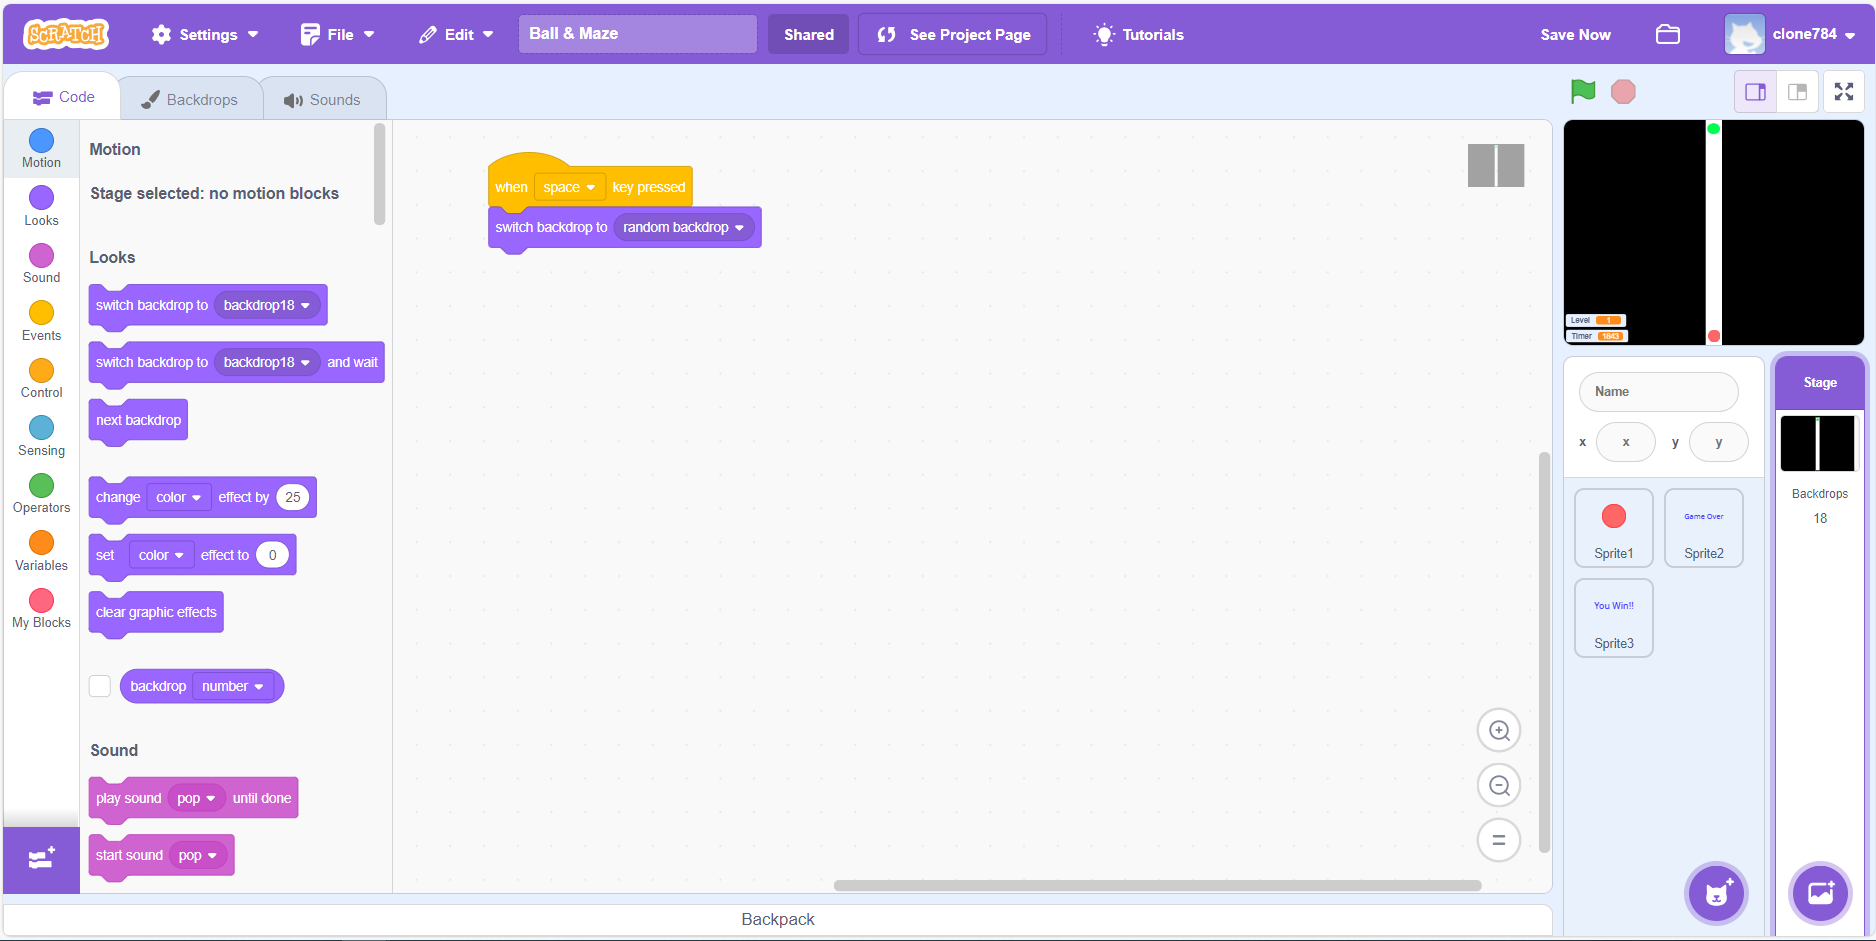 SCRATCH Settings File Edit Ball & Maze Shared See Project Page Tutorials Save Now clone784
Code Backdrops Sounds
Motion
Looks
Sound
Events
Control
Sensing
Operators
Variables
My Blocks
Motion
Stage selected: no motion blocks
Looks
switch backdrop to backdrop18
switch backdrop to backdrop18 and wait
next backdrop
change color effect by 25
set color effect to 0
clear graphic effects
backdrop number
Sound
play sound pop until done
start sound pop
when space key pressed
switch backdrop to random backdrop
Level 1
Timer 1843
Name
x x y y
Game Over
Sprite1 Sprite2
You Win!!
Sprite3
Stage
Backdrops
18
Backpack